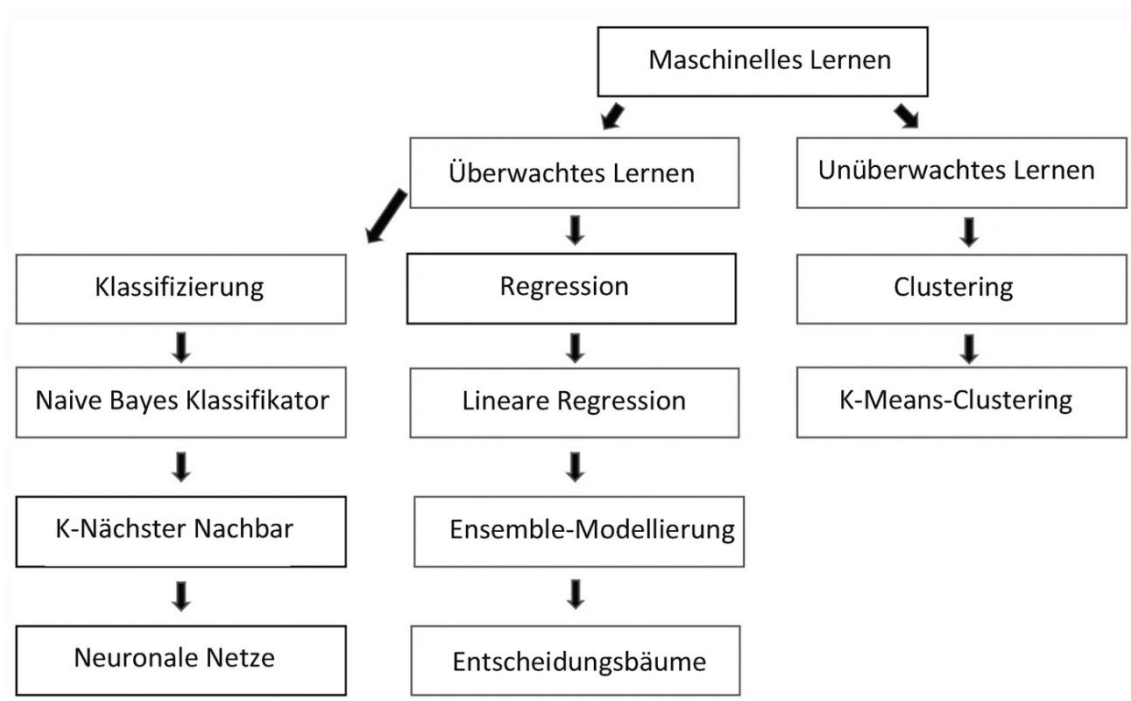 Maschinelles Lernen
Überwachtes Lernen
Unüberwachtes Lernen
Klassifizierung
Regression
Clustering
Naive Bayes Klassifikator
Lineare Regression
K-Means-Clustering
K-Nächster Nachbar
Ensemble-Modellierung
Neuronale Netze
Entscheidungsbäume